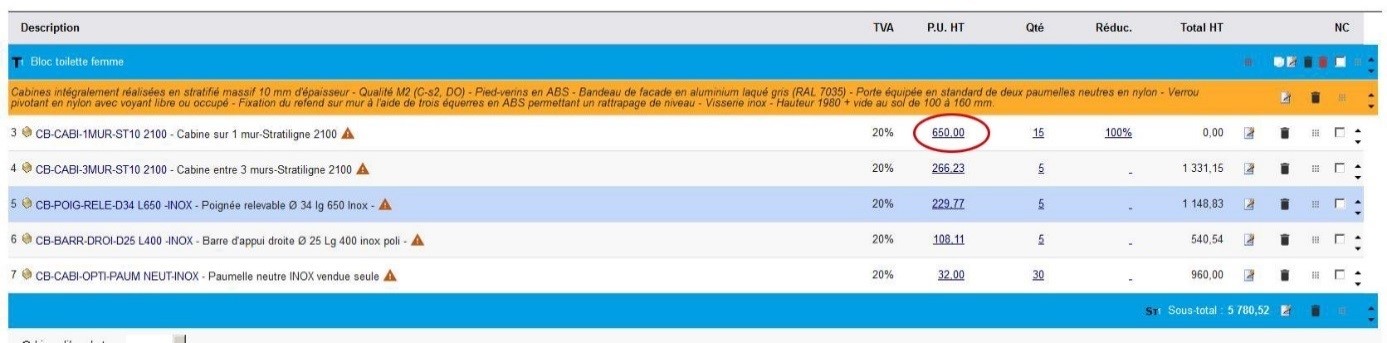 Description TVA P.U. HT Qté Réduc. Total HT NC
T Bloc toilette femme
Cabines intégralement réalisées en stratifié massif 10 mm d'épaisseur - Qualité M2 (C-s2, DO) - Pied-verins en ABS - Bandeau de facade en aluminium laqué gris (RAL 7035) - Porte équipée en standard de deux paumelles neutres en nylon - Verrou
pivotant en nylon avec voyant libre ou occupé - Fixation du refend sur mur à l'aide de trois équerres en ABS permettant un rattrapage de niveau - Visserie inox - Hauteur 1980 + vide au sol de 100 à 160 mm.
3 CB-CABI-1MUR-ST10 2100 - Cabine sur 1 mur-Stratiligne 2100 20% 650,00 15 100% 0,00
4 CB-CABI-3MUR-ST10 2100 - Cabine entre 3 murs-Stratiligne 2100 20% 266,23 5 - 1 331,15
5 CB-POIG-RELE-D34 L650 -INOX - Poignée relevable Ø 34 lg 650 Inox - 20% 229,77 5 - 1 148,83
6 CB-BARR-DROI-D25 L400 -INOX - Barre d'appui droite Ø 25 Lg 400 inox poli - 20% 108,11 5 - 540,54
7 CB-CABI-OPTI-PAUM NEUT-INOX - Paumelle neutre INOX vendue seule 20% 32,00 30 - 960,00
ST Sous-total : 5 780,52